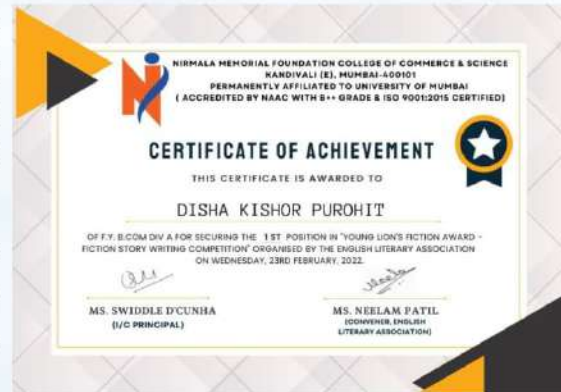 NIRMALA MEMORIAL FOUNDATION COLLEGE OF COMMERCE & SCIENCE
KANDIVALI (E), MUMBAI-400101
PERMANENTLY AFFILIATED TO UNIVERSITY OF MUMBAI
( ACCREDITED BY NAAC WITH B++ GRADE & ISO 9001:2015 CERTIFIED)
CERTIFICATE OF ACHIEVEMENT
THIS CERTIFICATE IS AWARDED TO
DISHA KISHOR PUROHIT
OF F.Y. B.COM DIV A FOR SECURING THE 1 ST POSITION IN "YOUNG LION'S FICTION AWARD -
FICTION STORY WRITING COMPETITION" ORGANISED BY THE ENGLISH LITERARY ASSOCIATION
ON WEDNESDAY, 23RD FEBRUARY, 2022.
MS. SWIDDLE D'CUNHA
(I/C PRINCIPAL)
MS. NEELAM PATIL
(CONVENER, ENGLISH
LITERARY ASSOCIATION)